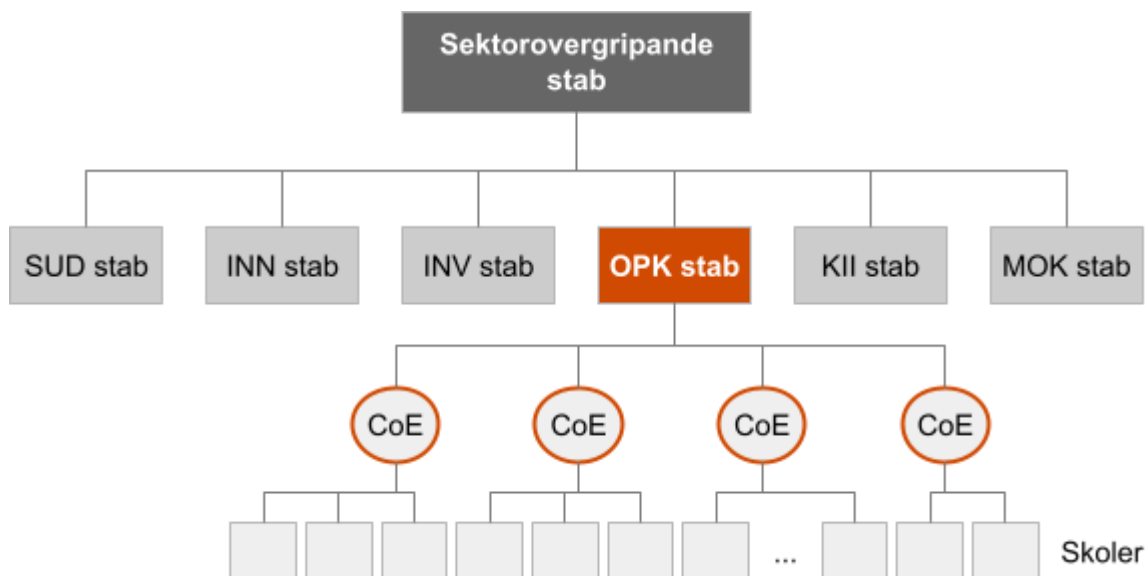 Sektorovergripande
stab
SUD stab
INN stab
INV stab
OPK stab
KII stab
MOK stab
CoE
CoE
CoE
CoE
...
Skoler